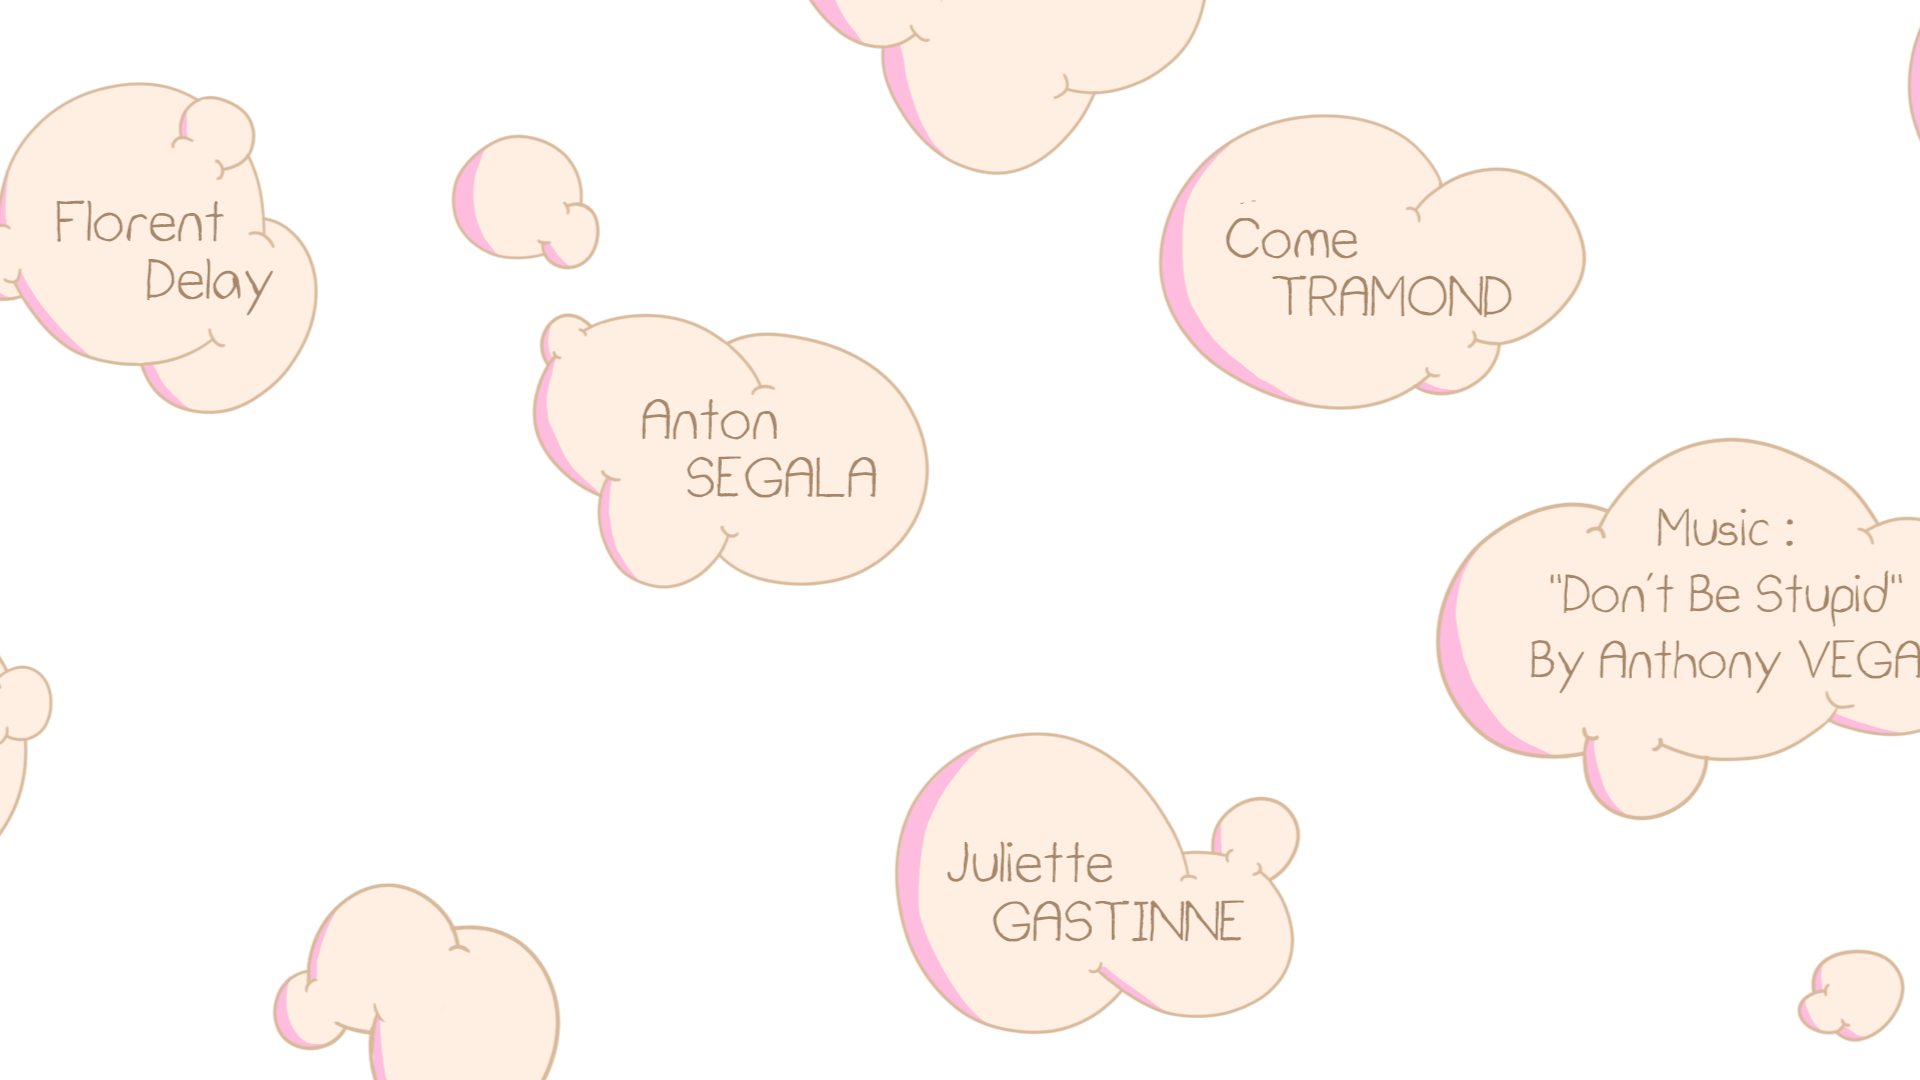 Florent
Delay
Come
TRAMOND
Anton
SEGALA
Music :
"Don't Be Stupid"
By Anthony VEGA
Juliette
GASTINNE